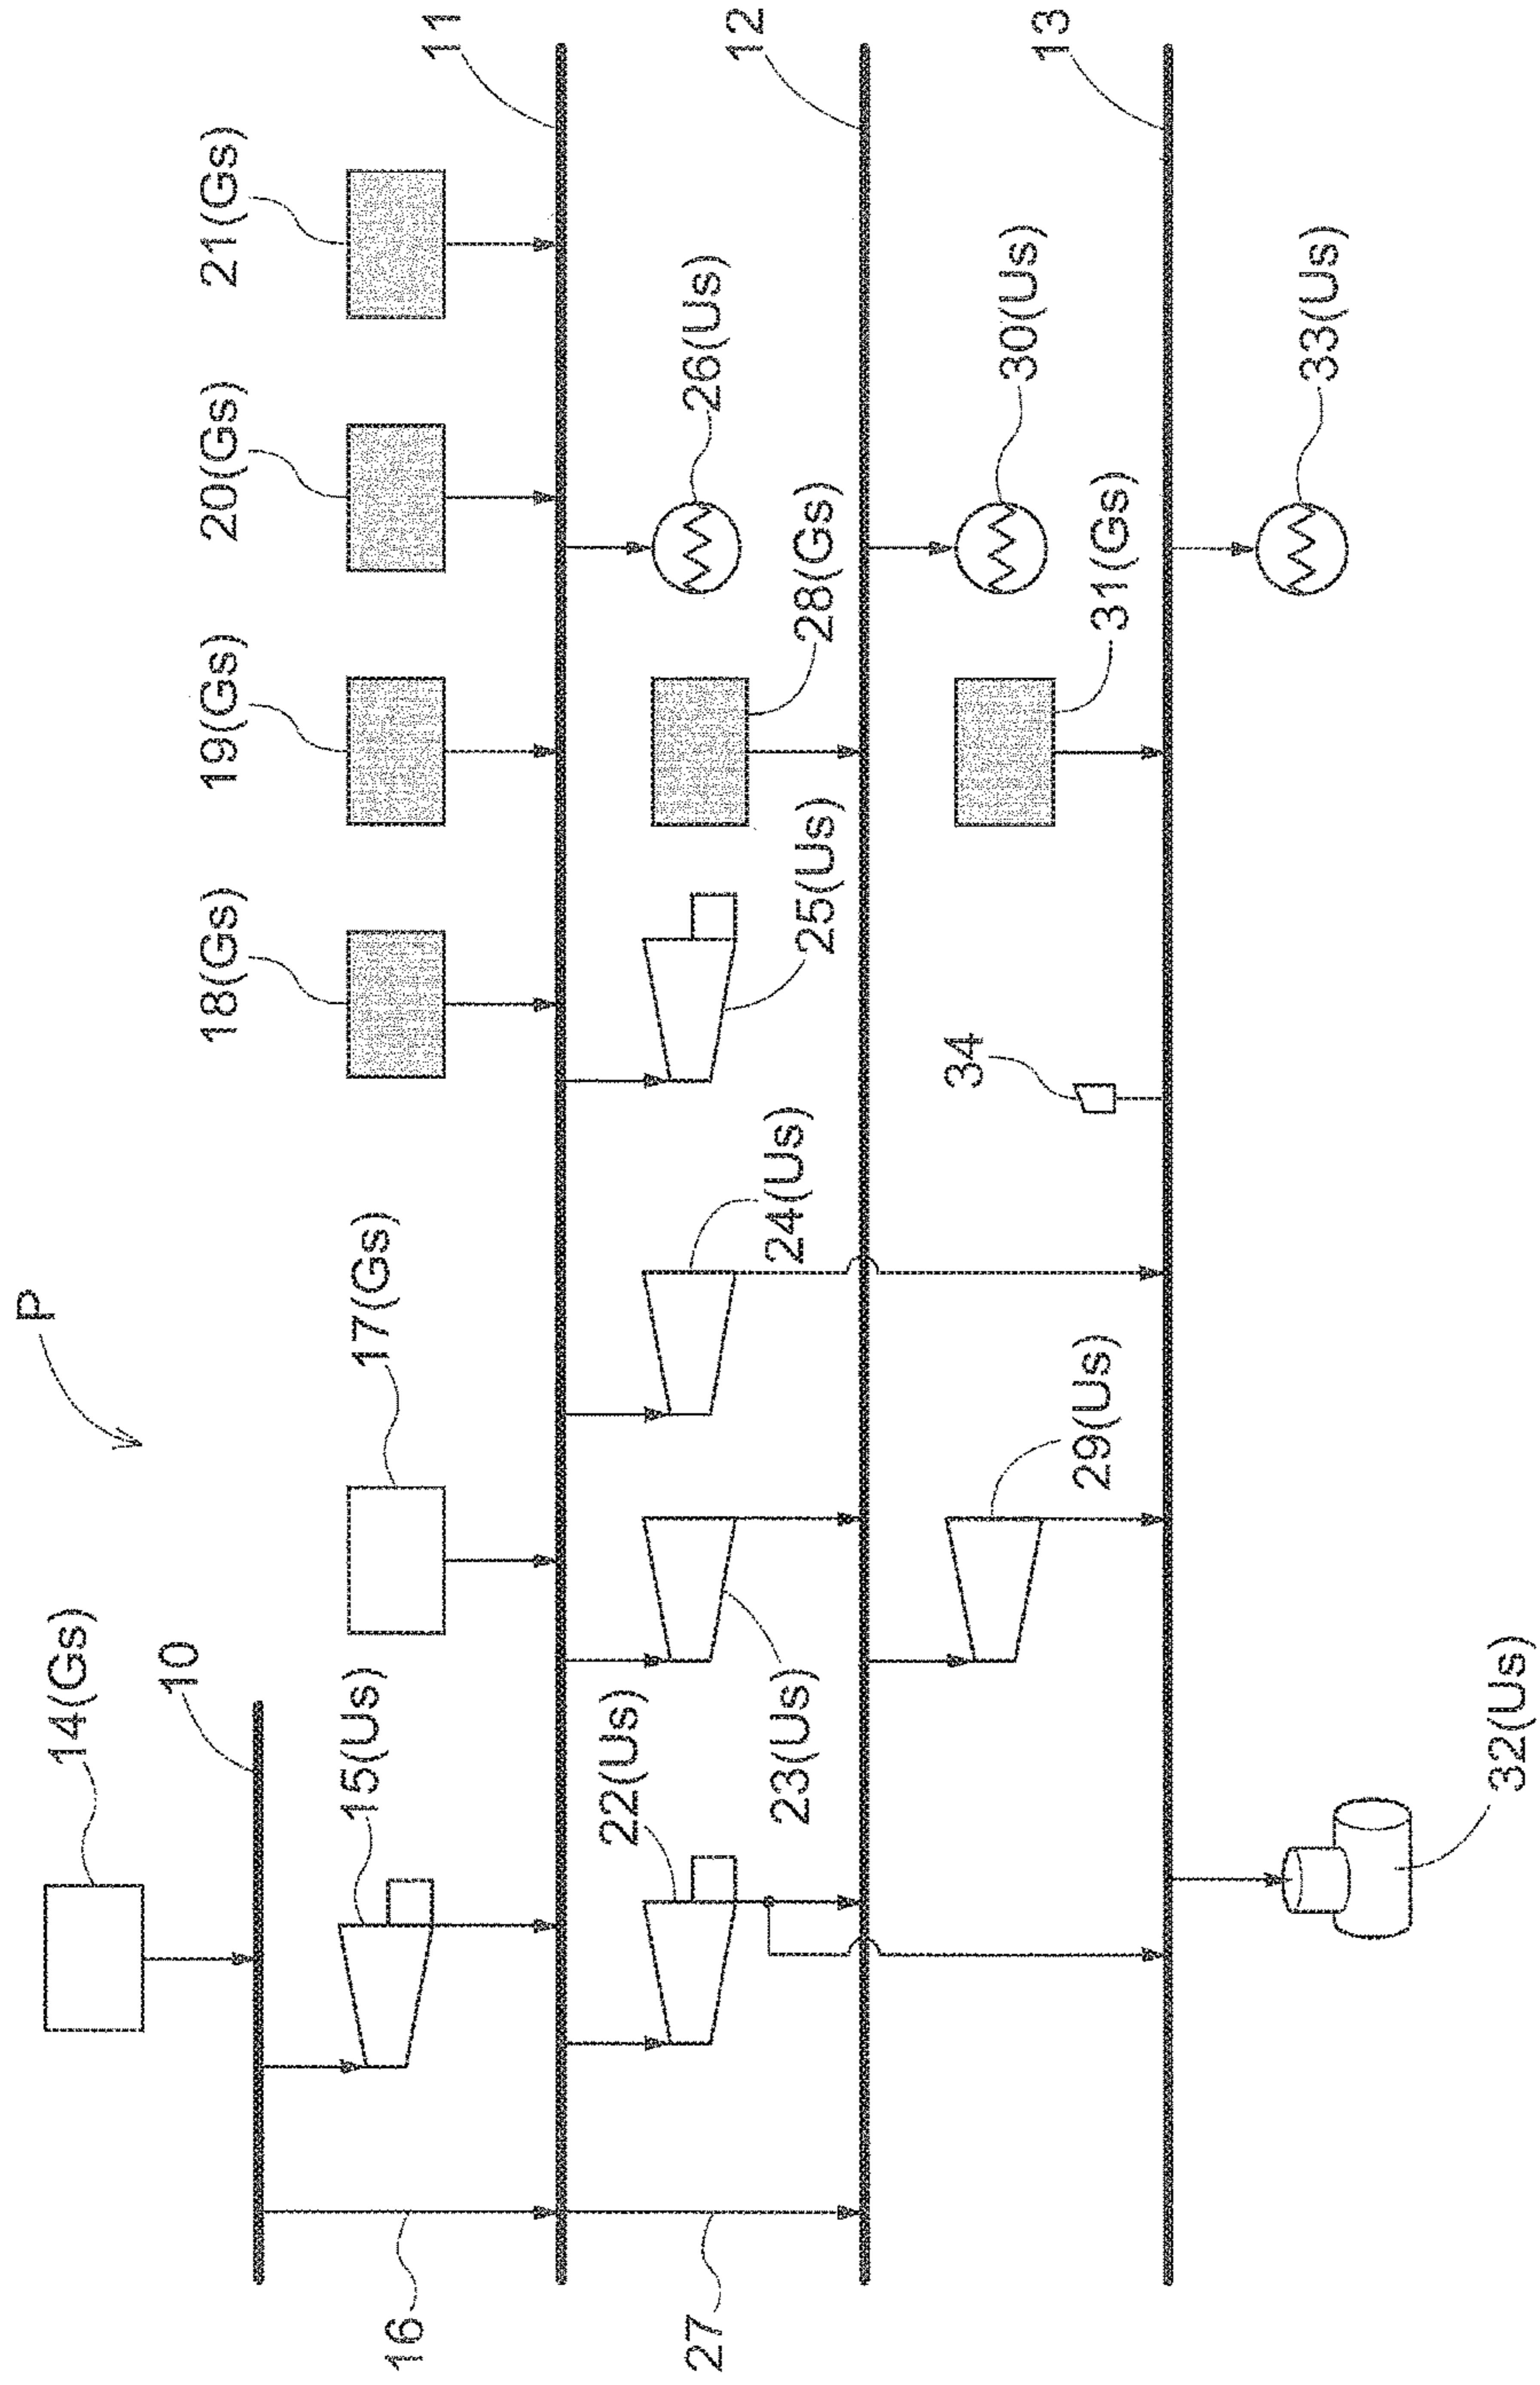 P
14(Gs)
10
15(Us)
16
17(Gs)
18(Gs)
19(Gs)
20(Gs)
21(Gs)
11
22(Us)
23(Us)
24(Us)
25(Us)
26(Us)
27
28(Gs)
12
29(Us)
30(Us)
34
31(Gs)
13
32(Us)
33(Us)